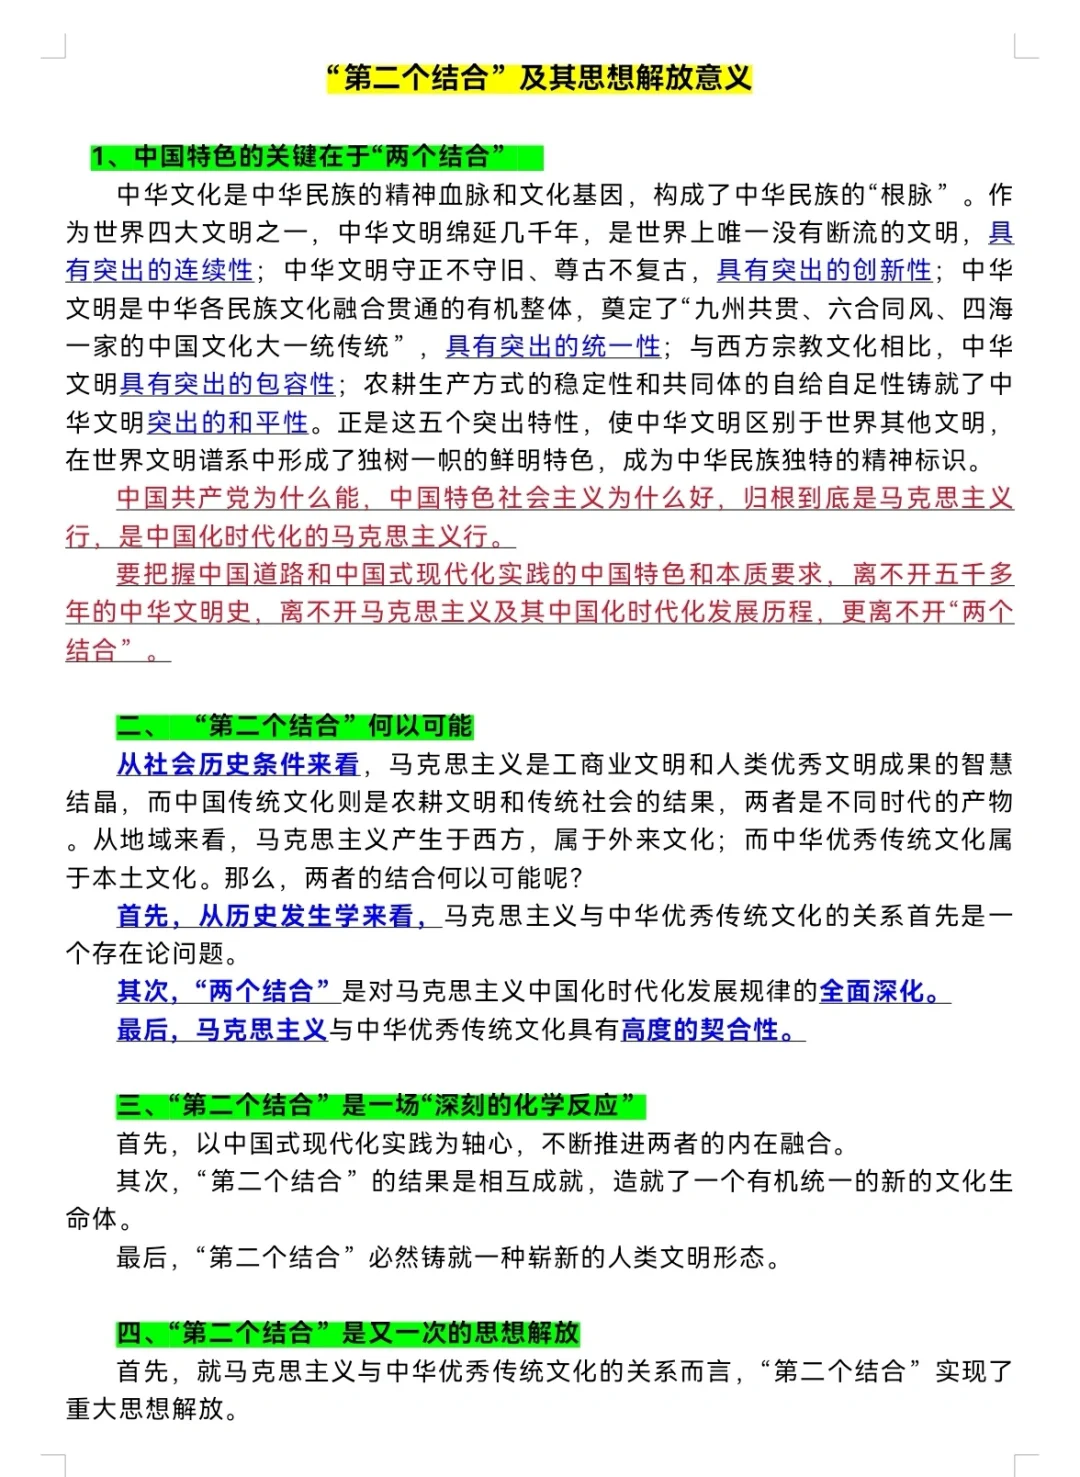 “第二个结合”及其思想解放意义
1、中国特色的关键在于“两个结合”
中华文化是中华民族的精神血脉和文化基因，构成了中华民族的“根脉”。作
为世界四大文明之一，中华文明绵延几千年，是世界上唯一没有断流的文明，具
有突出的连续性；中华文明守正不守旧、尊古不复古，具有突出的创新性；中华
文明是中华各民族文化融合贯通的有机整体，奠定了“九州共贯、六合同风、四海
一家的中国文化大一统传统”，具有突出的统一性；与西方宗教文化相比，中华
文明具有突出的包容性；农耕生产方式的稳定性和共同体的自给自足性铸就了中
华文明突出的和平性。正是这五个突出特性，使中华文明区别于世界其他文明，
在世界文明谱系中形成了独树一帜的鲜明特色，成为中华民族独特的精神标识。
中国共产党为什么能，中国特色社会主义为什么好，归根到底是马克思主义
行，是中国化时代化的马克思主义行。
要把握中国道路和中国式现代化实践的中国特色和本质要求，离不开五千多
年的中华文明史，离不开马克思主义及其中国化时代化发展历程，更离不开“两个
结合”。
二、 “第二个结合”何以可能
从社会历史条件来看，马克思主义是工商业文明和人类优秀文明成果的智慧
结晶，而中国传统文化则是农耕文明和传统社会的结果，两者是不同时代的产物
。从地域来看，马克思主义产生于西方，属于外来文化；而中华优秀传统文化属
于本土文化。那么，两者的结合何以可能呢？
首先，从历史发生学来看，马克思主义与中华优秀传统文化的关系首先是一
个存在论问题。
其次，“两个结合”是对马克思主义中国化时代化发展规律的全面深化。
最后，马克思主义与中华优秀传统文化具有高度的契合性。
三、“第二个结合”是一场“深刻的化学反应”
首先，以中国式现代化实践为轴心，不断推进两者的内在融合。
其次，“第二个结合”的结果是相互成就，造就了一个有机统一的新的文化生
命体。
最后，“第二个结合”必然铸就一种崭新的人类文明形态。
四、“第二个结合”是又一次的思想解放
首先，就马克思主义与中华优秀传统文化的关系而言，“第二个结合”实现了
重大思想解放。